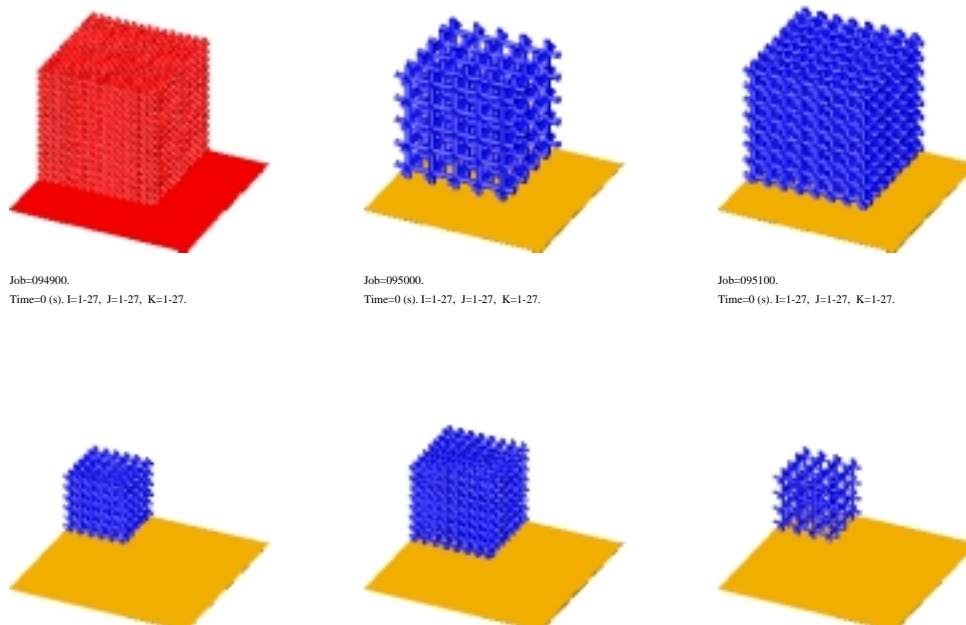 Job=094900.
Time=0 (s). I=1-27, J=1-27, K=1-27.
Job=095000.
Time=0 (s). I=1-27, J=1-27, K=1-27.
Job=095100.
Time=0 (s). I=1-27, J=1-27, K=1-27.